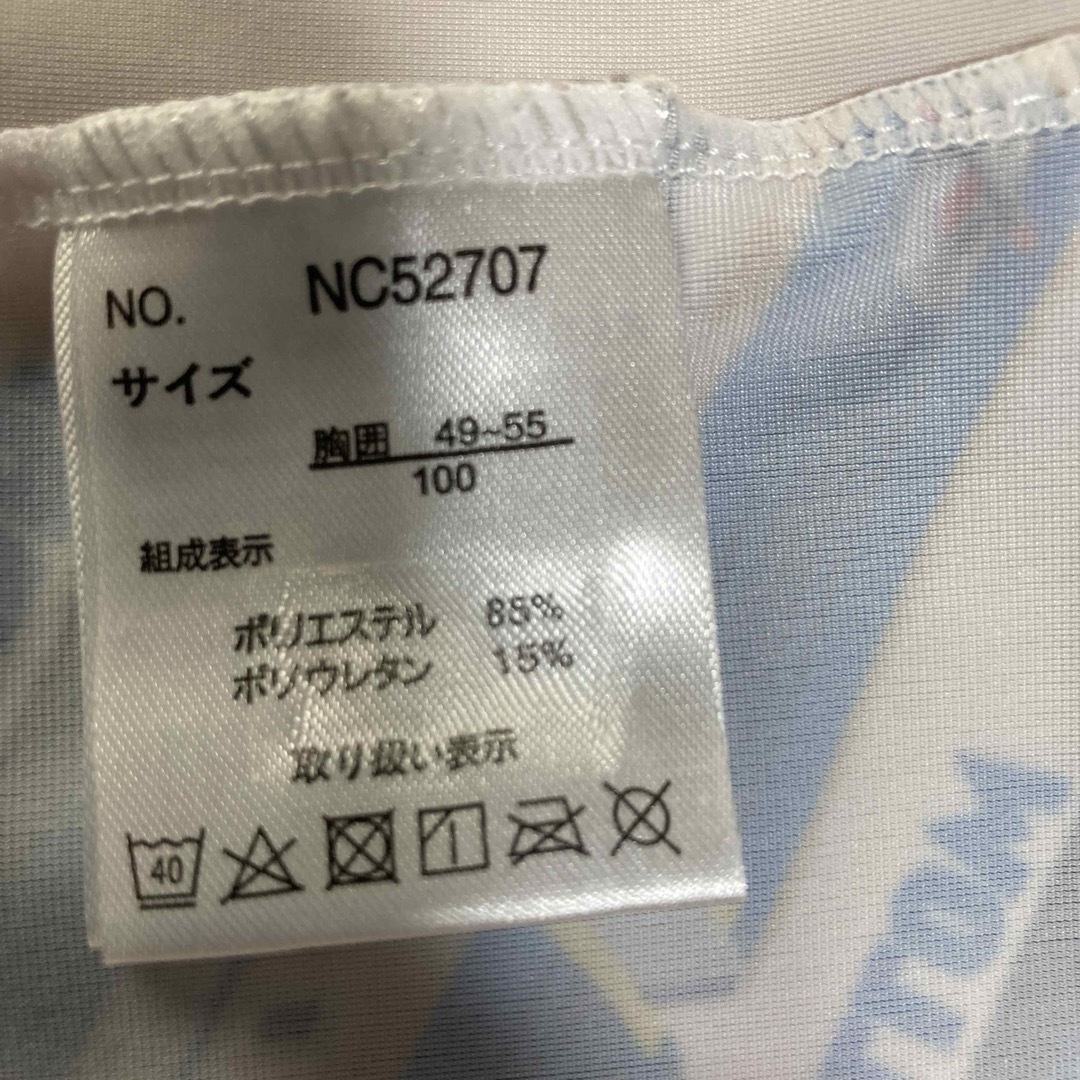 NO. NC52707
サイズ
胸囲 49~55
100
組成表示
ポリエステル 85%
ポリウレタン 15%
取り扱い表示
40